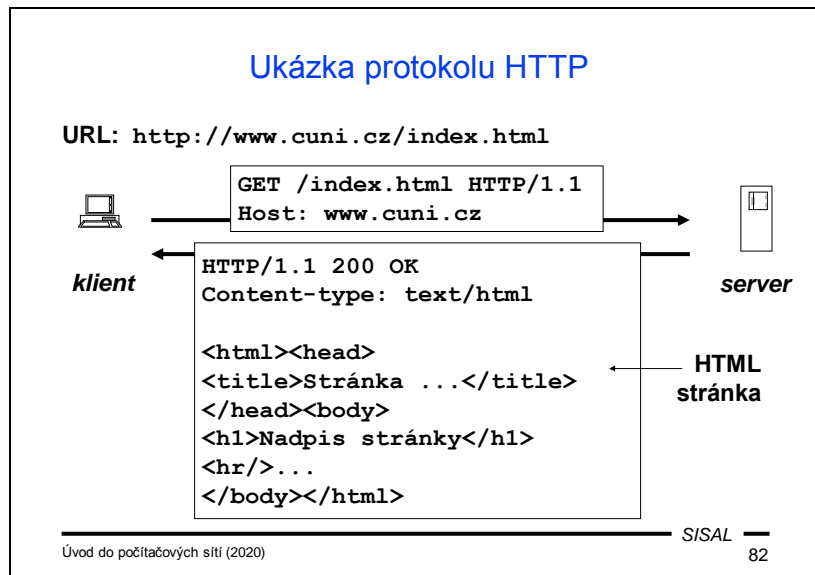 Ukázka protokolu HTTP
URL: http://www.cuni.cz/index.html
GET /index.html HTTP/1.1
Host: www.cuni.cz
klient
server
HTTP/1.1 200 OK
Content-type: text/html
<html><head>
<title>Stránka ...</title>
</head><body>
<h1>Nadpis stránky</h1>
<hr/>...
</body></html>
HTML
stránka
SISAL
Úvod do počítačových sítí (2020)
82